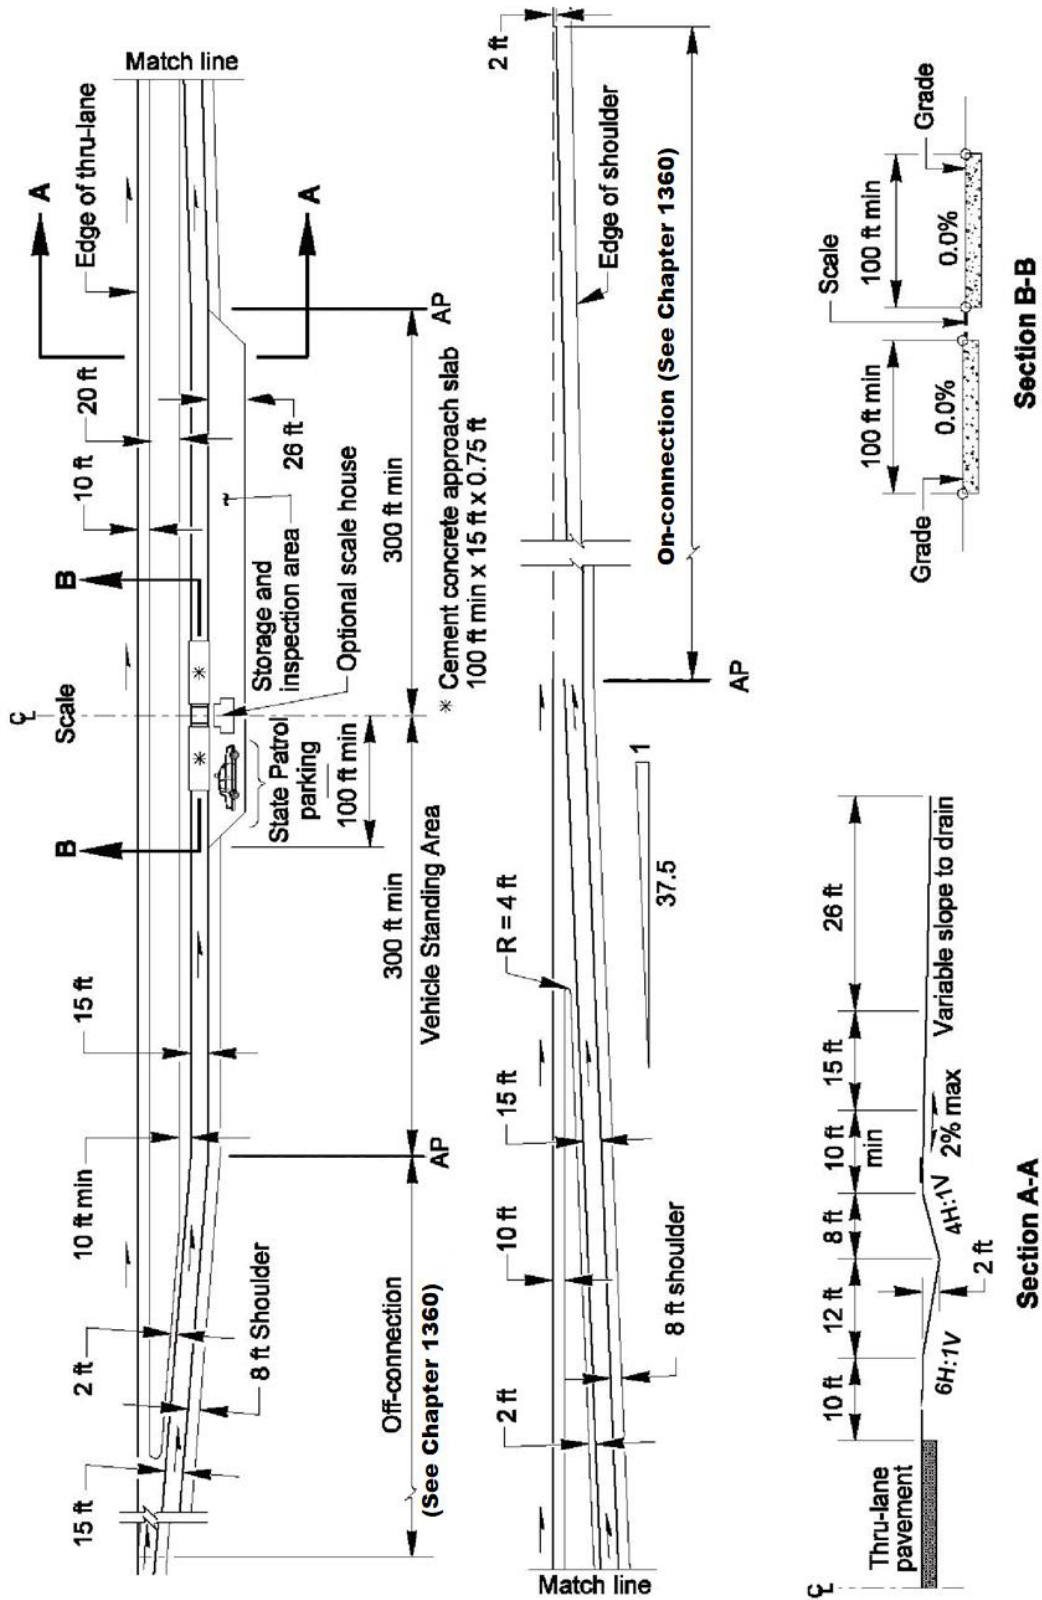 ℄
Scale
B
B
10 ft
20 ft
A
A
Edge of thru-lane
Match line
15 ft
2 ft
10 ft min
15 ft
8 ft Shoulder
State Patrol
parking
100 ft min
Storage and
inspection area
Optional scale house
26 ft
Off-connection
(See Chapter 1360)
300 ft min
Vehicle Standing Area
300 ft min
AP
AP
* Cement concrete approach slab
100 ft min x 15 ft x 0.75 ft
*
*
Match line
2 ft
10 ft
15 ft
R = 4 ft
8 ft shoulder
37.5
1
AP
On-connection (See Chapter 1360)
Edge of shoulder
2 ft
℄
Thru-lane
pavement
10 ft
12 ft
8 ft
10 ft
min
15 ft
26 ft
6H:1V
4H:1V
2 ft
2% max
Variable slope to drain
Section A-A
Grade
100 ft min
0.0%
Scale
100 ft min
0.0%
Grade
Section B-B